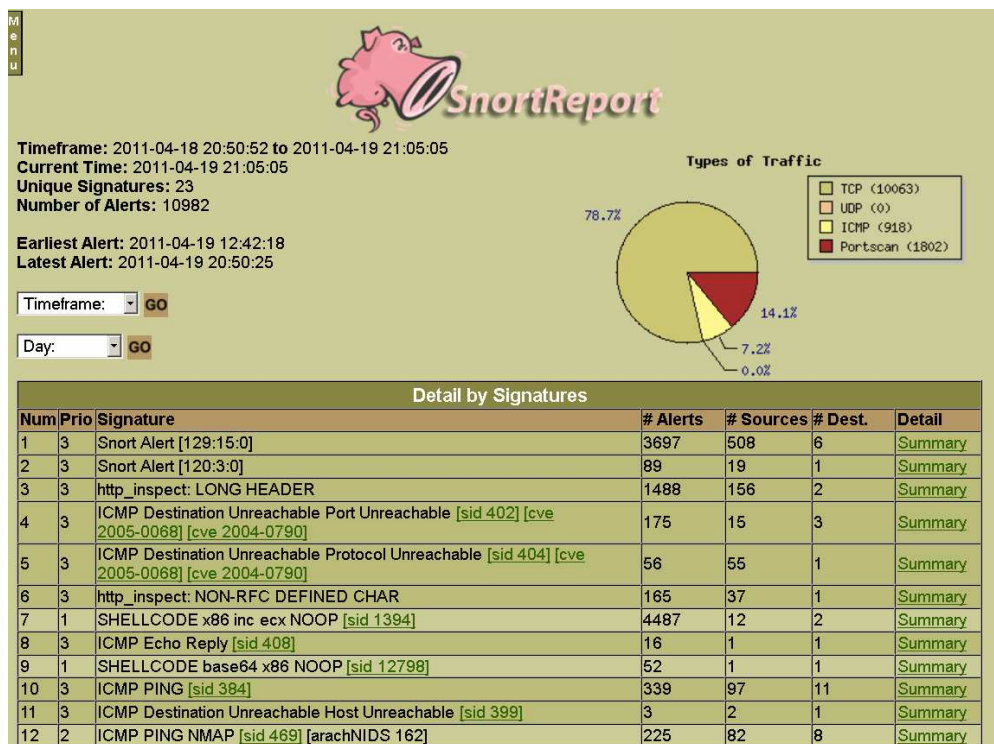 Menu
SnortReport
Timeframe: 2011-04-18 20:50:52 to 2011-04-19 21:05:05
Current Time: 2011-04-19 21:05:05
Unique Signatures: 23
Number of Alerts: 10982
Earliest Alert: 2011-04-19 12:42:18
Latest Alert: 2011-04-19 20:50:25
Timeframe: GO
Day: GO
Types of Traffic
TCP (10063)
UDP (0)
ICMP (918)
Portscan (1802)
78.7%
14.1%
7.2%
0.0%
Detail by Signatures
Num Prio Signature # Alerts # Sources # Dest. Detail
1 3 Snort Alert [129:15:0] 3697 508 6 Summary
2 3 Snort Alert [120:3:0] 89 19 1 Summary
3 3 http_inspect: LONG HEADER 1488 156 2 Summary
4 3 ICMP Destination Unreachable Port Unreachable [sid 402] [cve
2005-0068] [cve 2004-0790] 175 15 3 Summary
5 3 ICMP Destination Unreachable Protocol Unreachable [sid 404] [cve
2005-0068] [cve 2004-0790] 56 55 1 Summary
6 3 http_inspect: NON-RFC DEFINED CHAR 165 37 1 Summary
7 1 SHELLCODE x86 inc ecx NOOP [sid 1394] 4487 12 2 Summary
8 3 ICMP Echo Reply [sid 408] 16 1 1 Summary
9 1 SHELLCODE base64 x86 NOOP [sid 12798] 52 1 1 Summary
10 3 ICMP PING [sid 384] 339 97 11 Summary
11 3 ICMP Destination Unreachable Host Unreachable [sid 399] 3 2 1 Summary
12 2 ICMP PING NMAP [sid 469] [arachNIDS 162] 225 82 8 Summary